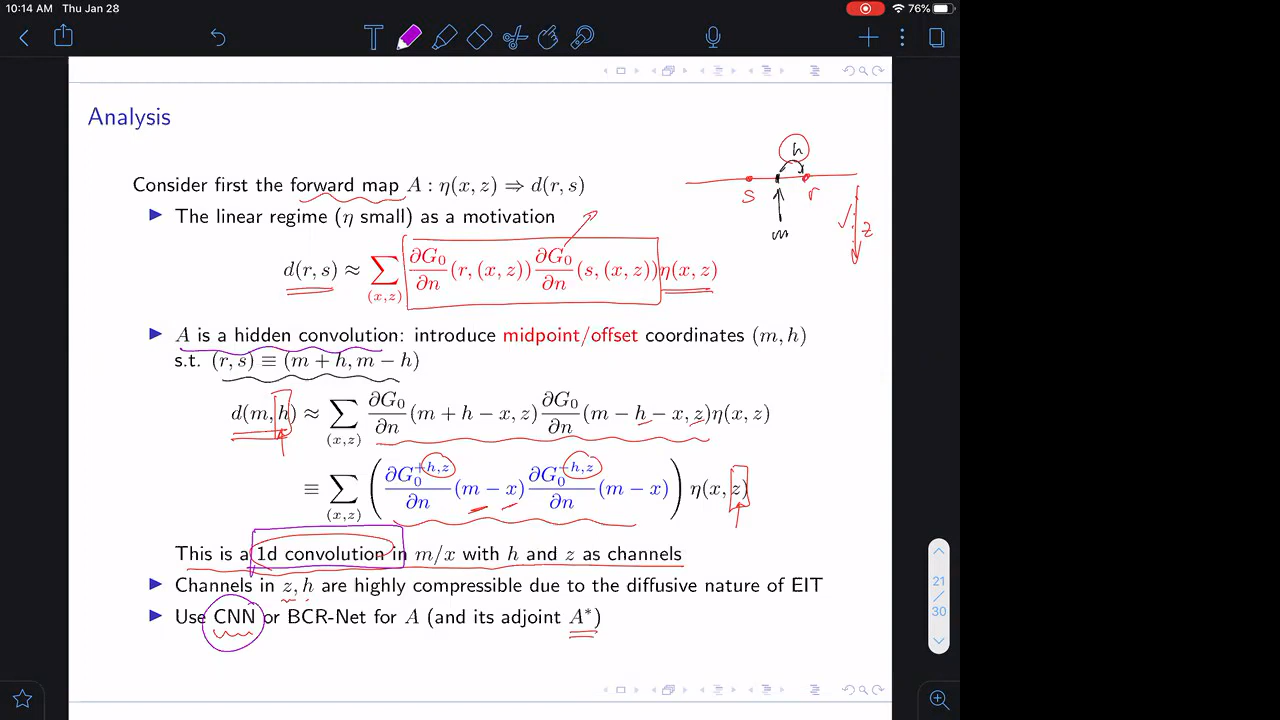 10:14 AM Thu Jan 28
76%
Analysis
Consider first the forward map A : η(x, z) ⇒ d(r, s)
h
s
r
m
z
▶ The linear regime (η small) as a motivation
d(r, s) ≈ ∑_(x,z) ∂G₀/∂n (r, (x, z)) ∂G₀/∂n (s, (x, z)) η(x, z)
▶ A is a hidden convolution: introduce midpoint/offset coordinates (m, h)
s.t. (r, s) ≡ (m + h, m − h)
d(m, h) ≈ ∑_(x,z) ∂G₀/∂n (m + h − x, z) ∂G₀/∂n (m − h − x, z) η(x, z)
≡ ∑_(x,z) ( ∂G₀^{+h,z}/∂n (m − x) ∂G₀^{−h,z}/∂n (m − x) ) η(x, z)
This is a 1d convolution in m/x with h and z as channels
▶ Channels in z, h are highly compressible due to the diffusive nature of EIT
▶ Use CNN or BCR-Net for A (and its adjoint A*)
21
/
30